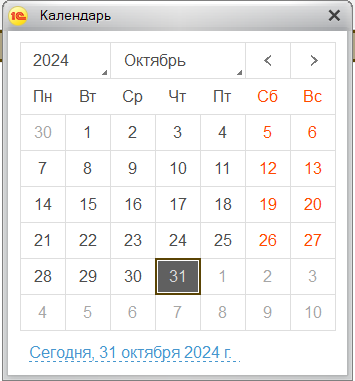 1С Календарь
2024 Октябрь
Пн Вт Ср Чт Пт Сб Вс
30 1 2 3 4 5 6
7 8 9 10 11 12 13
14 15 16 17 18 19 20
21 22 23 24 25 26 27
28 29 30 31 1 2 3
4 5 6 7 8 9 10
Сегодня, 31 октября 2024 г.